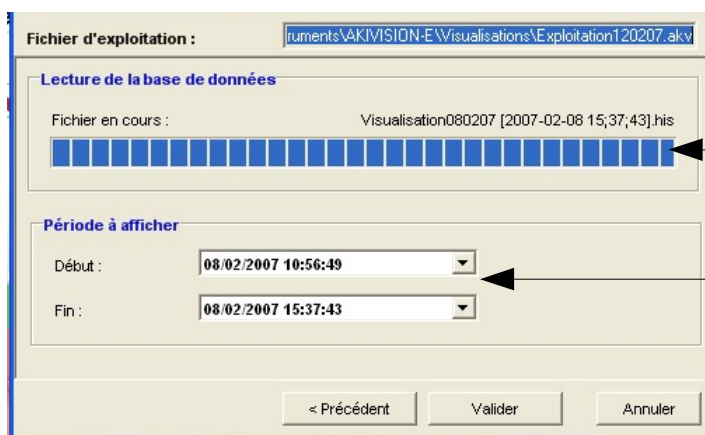 Fichier d'exploitation : ruments\AKIVISION-E\Visualisations\Exploitation120207.akv
Lecture de la base de données
Fichier en cours : Visualisation080207 [2007-02-08 15;37;43].his
Période à afficher
Début : 08/02/2007 10:56:49
Fin : 08/02/2007 15:37:43
< Précédent Valider Annuler